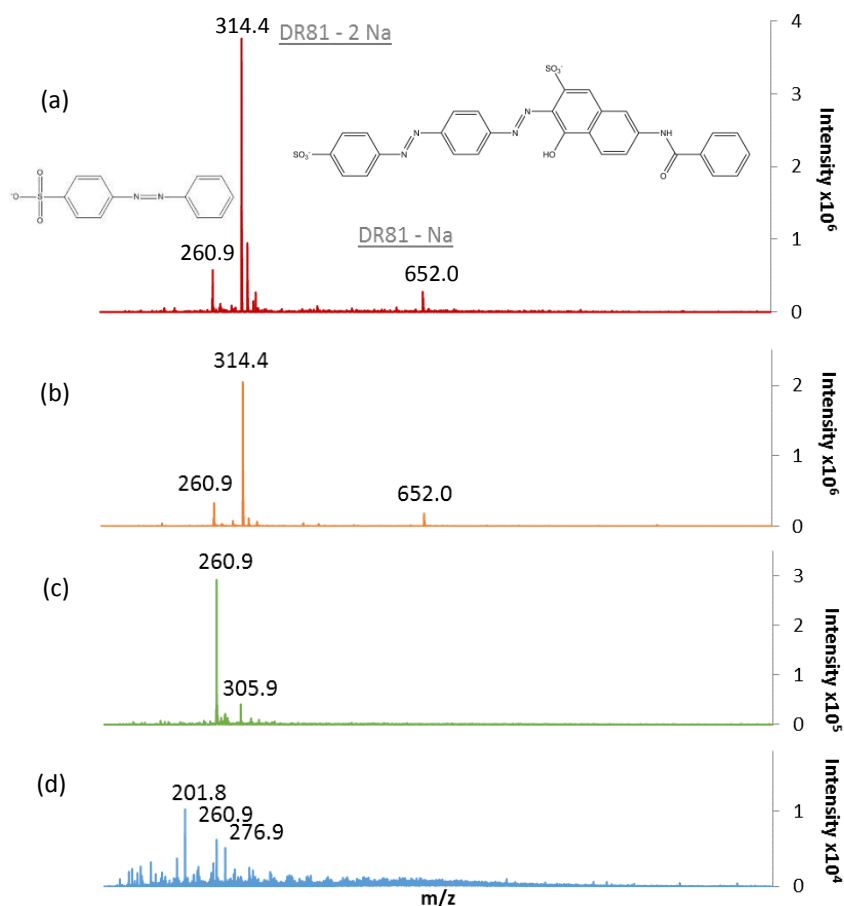 314.4
DR81 - 2 Na
(a)
SO₃⁻
N
N
N
N
SO₃⁻
HO
NH
O
⁻O
O
S
O
N
N
DR81 - Na
260.9
652.0
4
3
2
1
0
Intensity x10⁶
(b)
314.4
260.9
652.0
2
1
0
Intensity x10⁶
(c)
260.9
305.9
3
2
1
0
Intensity x10⁵
(d)
201.8
260.9
276.9
1
0
Intensity x10⁴
m/z